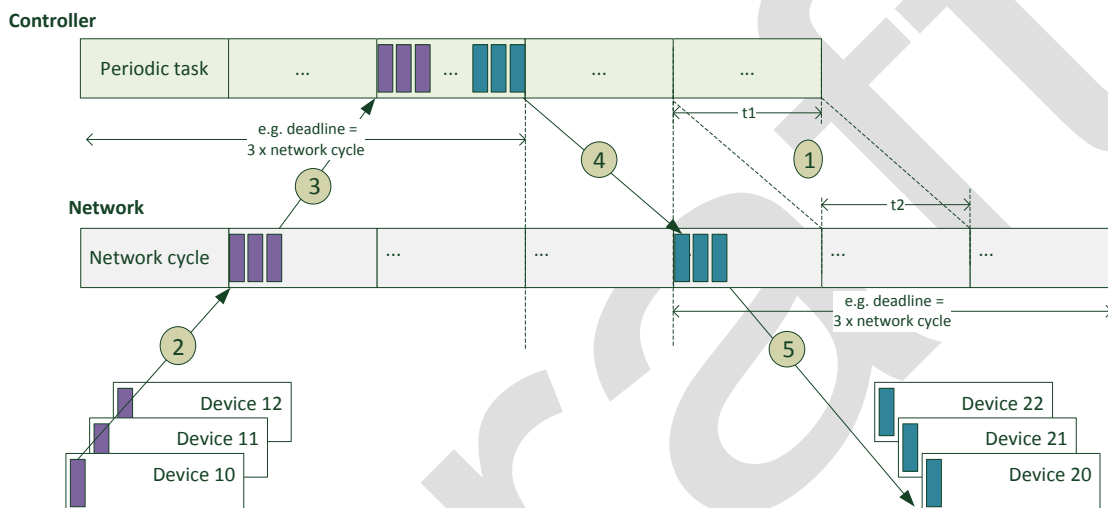 Controller
Periodic task
...
...
...
...
t1
e.g. deadline =
3 x network cycle
1
4
3
t2
Network
Network cycle
...
...
...
...
...
e.g. deadline =
3 x network cycle
2
5
Device 12
Device 11
Device 10
Device 22
Device 21
Device 20